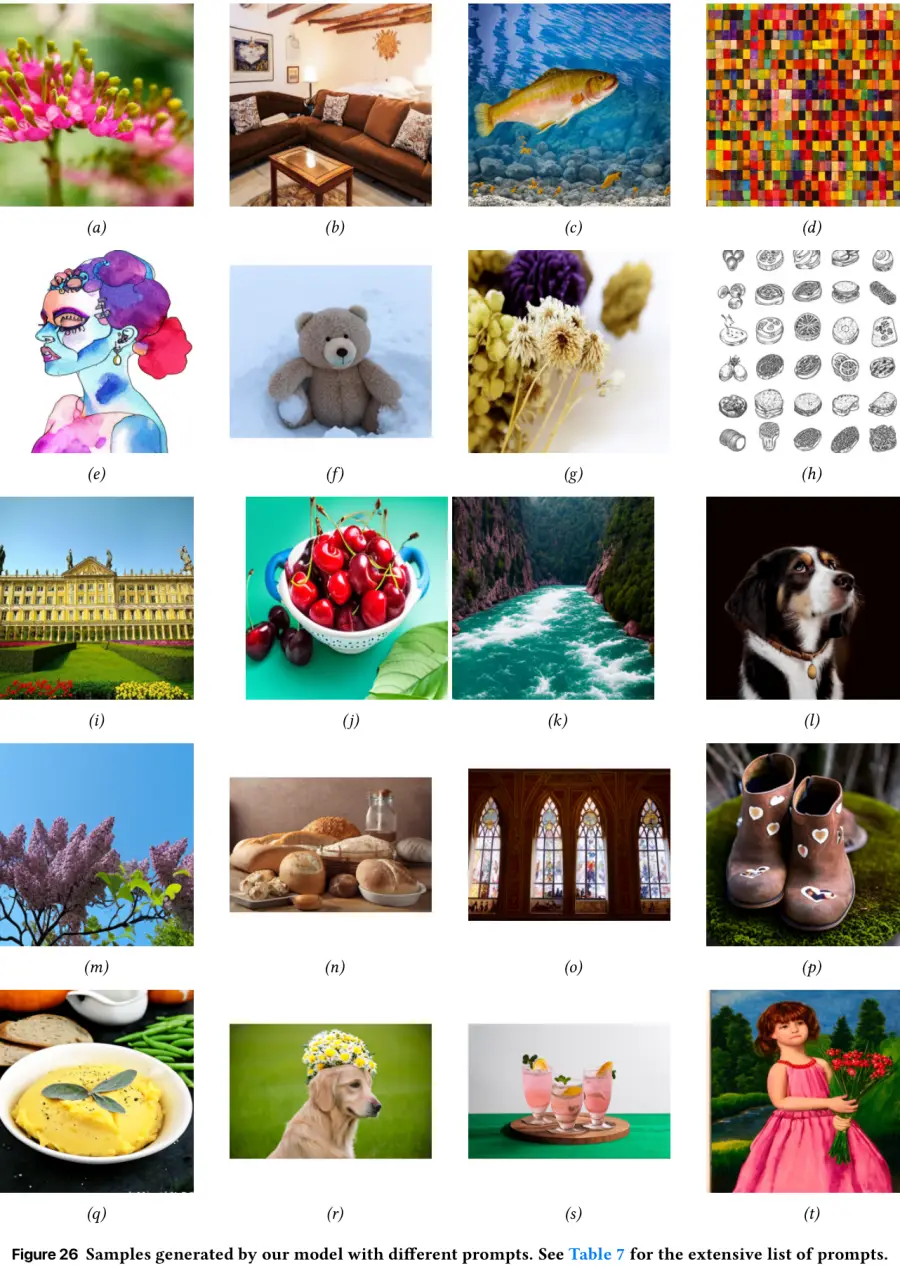 (a) (b) (c) (d)
(e) (f) (g) (h)
(i) (j) (k) (l)
(m) (n) (o) (p)
(q) (r) (s) (t)
Figure 26 Samples generated by our model with different prompts. See Table 7 for the extensive list of prompts.